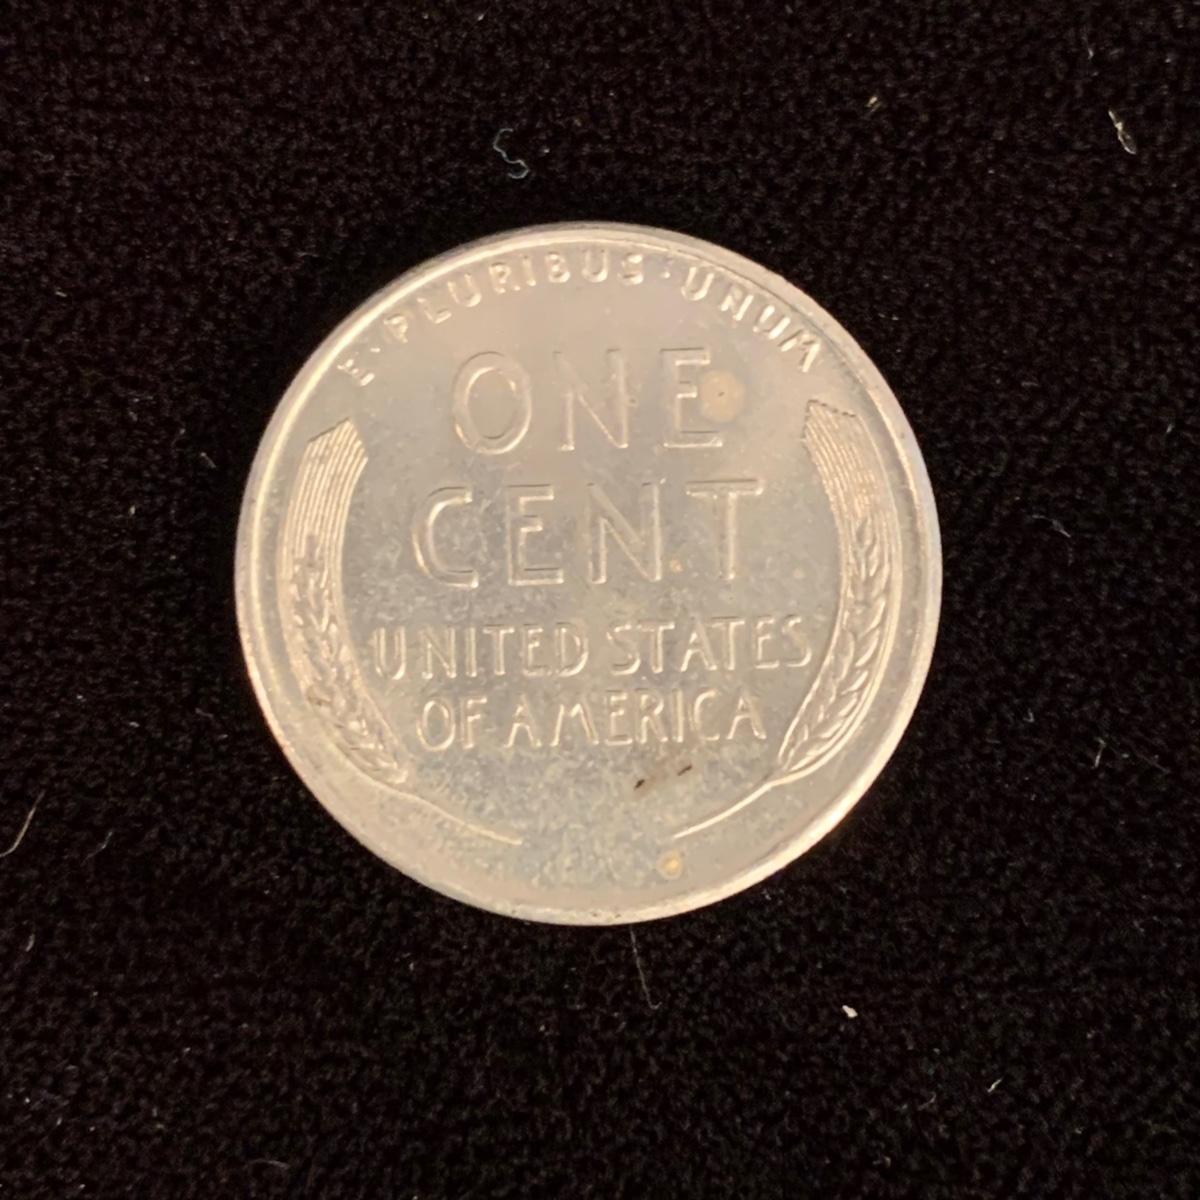 E·PLURIBUS·UNUM
ONE
CENT
UNITED STATES
OF AMERICA